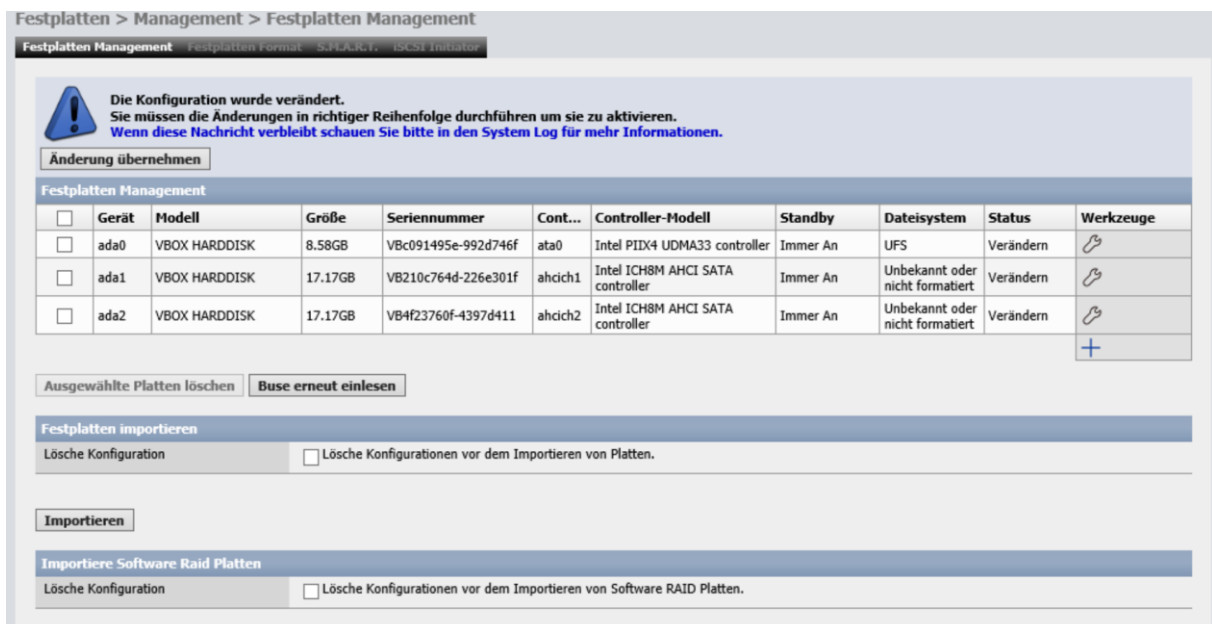 Festplatten > Management > Festplatten Management
Festplatten Management Festplatten Format S.M.A.R.T. iSCSI Initiator
Die Konfiguration wurde verändert.
Sie müssen die Änderungen in richtiger Reihenfolge durchführen um sie zu aktivieren.
Wenn diese Nachricht verbleibt schauen Sie bitte in den System Log für mehr Informationen.
Änderung übernehmen
Festplatten Management
Gerät Modell Größe Seriennummer Cont... Controller-Modell Standby Dateisystem Status Werkzeuge
ada0 VBOX HARDDISK 8.58GB VBc091495e-992d746f ata0 Intel PIIX4 UDMA33 controller Immer An UFS Verändern
ada1 VBOX HARDDISK 17.17GB VB210c764d-226e301f ahcich1 Intel ICH8M AHCI SATA controller Immer An Unbekannt oder nicht formatiert Verändern
ada2 VBOX HARDDISK 17.17GB VB4f23760f-4397d411 ahcich2 Intel ICH8M AHCI SATA controller Immer An Unbekannt oder nicht formatiert Verändern
Ausgewählte Platten löschen Buse erneut einlesen
Festplatten importieren
Lösche Konfiguration Lösche Konfigurationen vor dem Importieren von Platten.
Importieren
Importiere Software Raid Platten
Lösche Konfiguration Lösche Konfigurationen vor dem Importieren von Software RAID Platten.